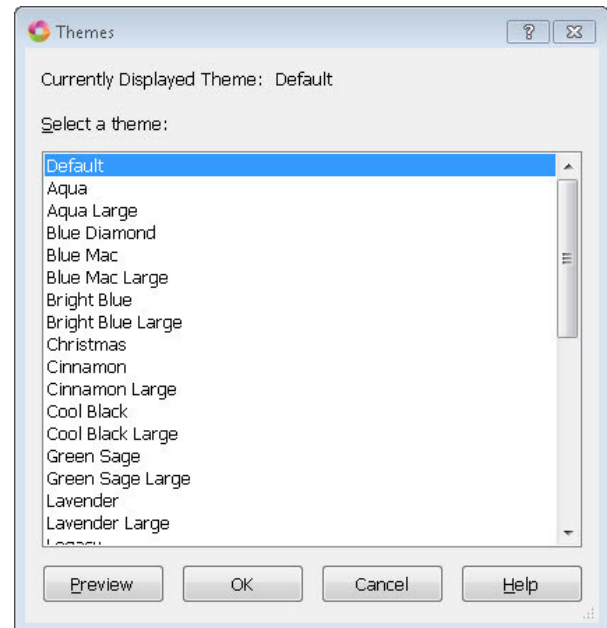 Themes
Currently Displayed Theme: Default
Select a theme:
Default
Aqua
Aqua Large
Blue Diamond
Blue Mac
Blue Mac Large
Bright Blue
Bright Blue Large
Christmas
Cinnamon
Cinnamon Large
Cool Black
Cool Black Large
Green Sage
Green Sage Large
Lavender
Lavender Large
Preview OK Cancel Help